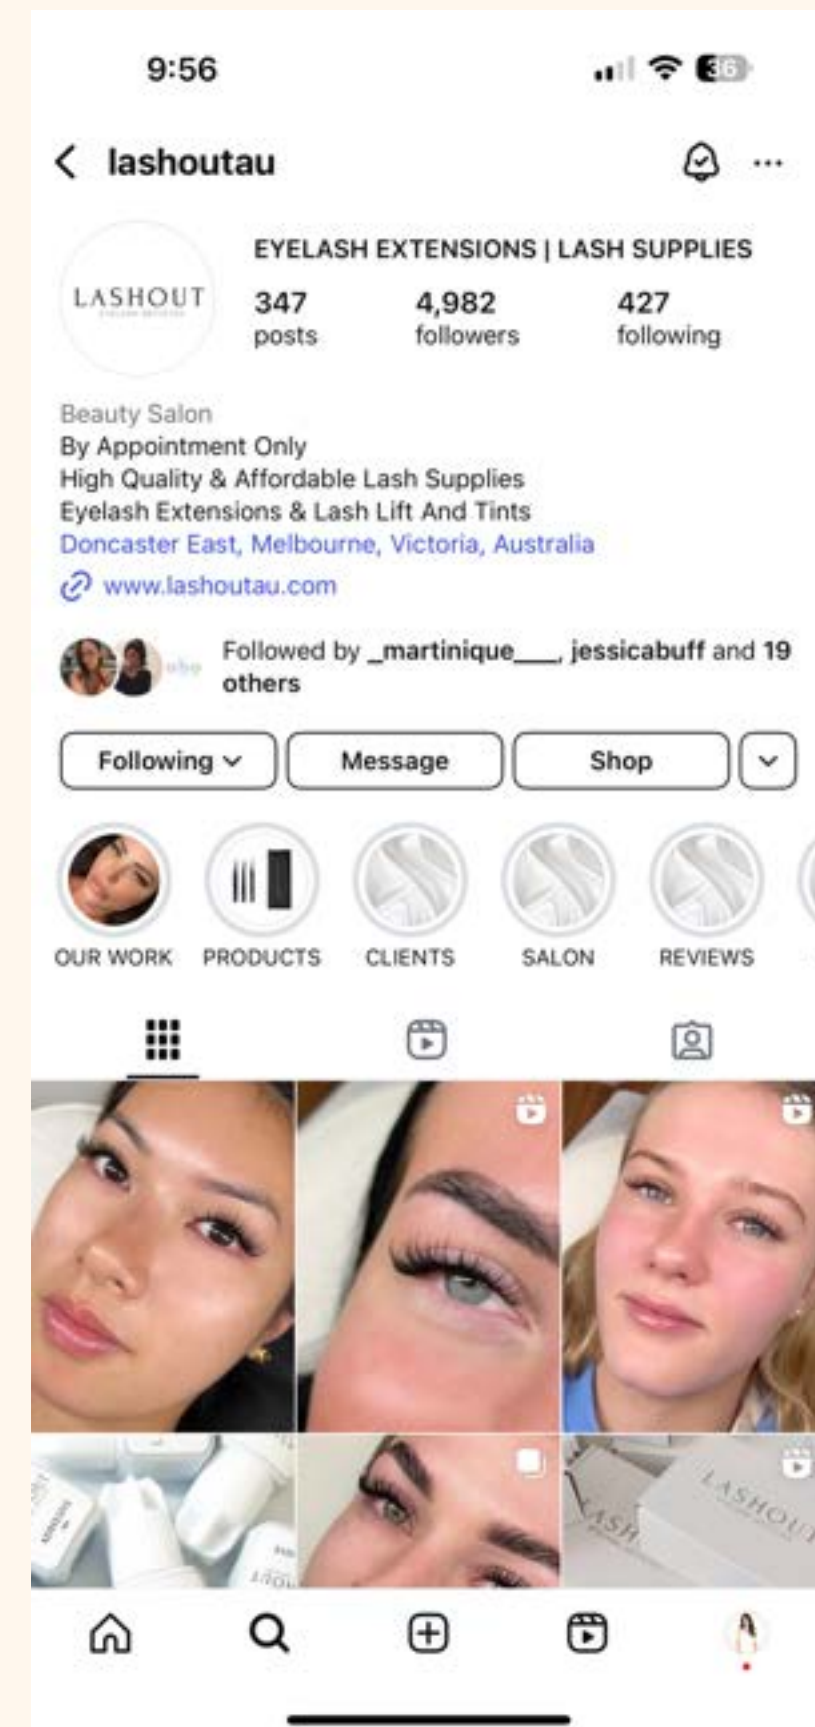 9:56
36
lashoutau
LASHOUT
EYELASH EXTENSIONS | LASH SUPPLIES
347 4,982 427
posts followers following
Beauty Salon
By Appointment Only
High Quality & Affordable Lash Supplies
Eyelash Extensions & Lash Lift And Tints
Doncaster East, Melbourne, Victoria, Australia
www.lashoutau.com
Followed by _martinique___, jessicabuff and 19
others
Following Message Shop
OUR WORK PRODUCTS CLIENTS SALON REVIEWS
LASHOUT
LASH